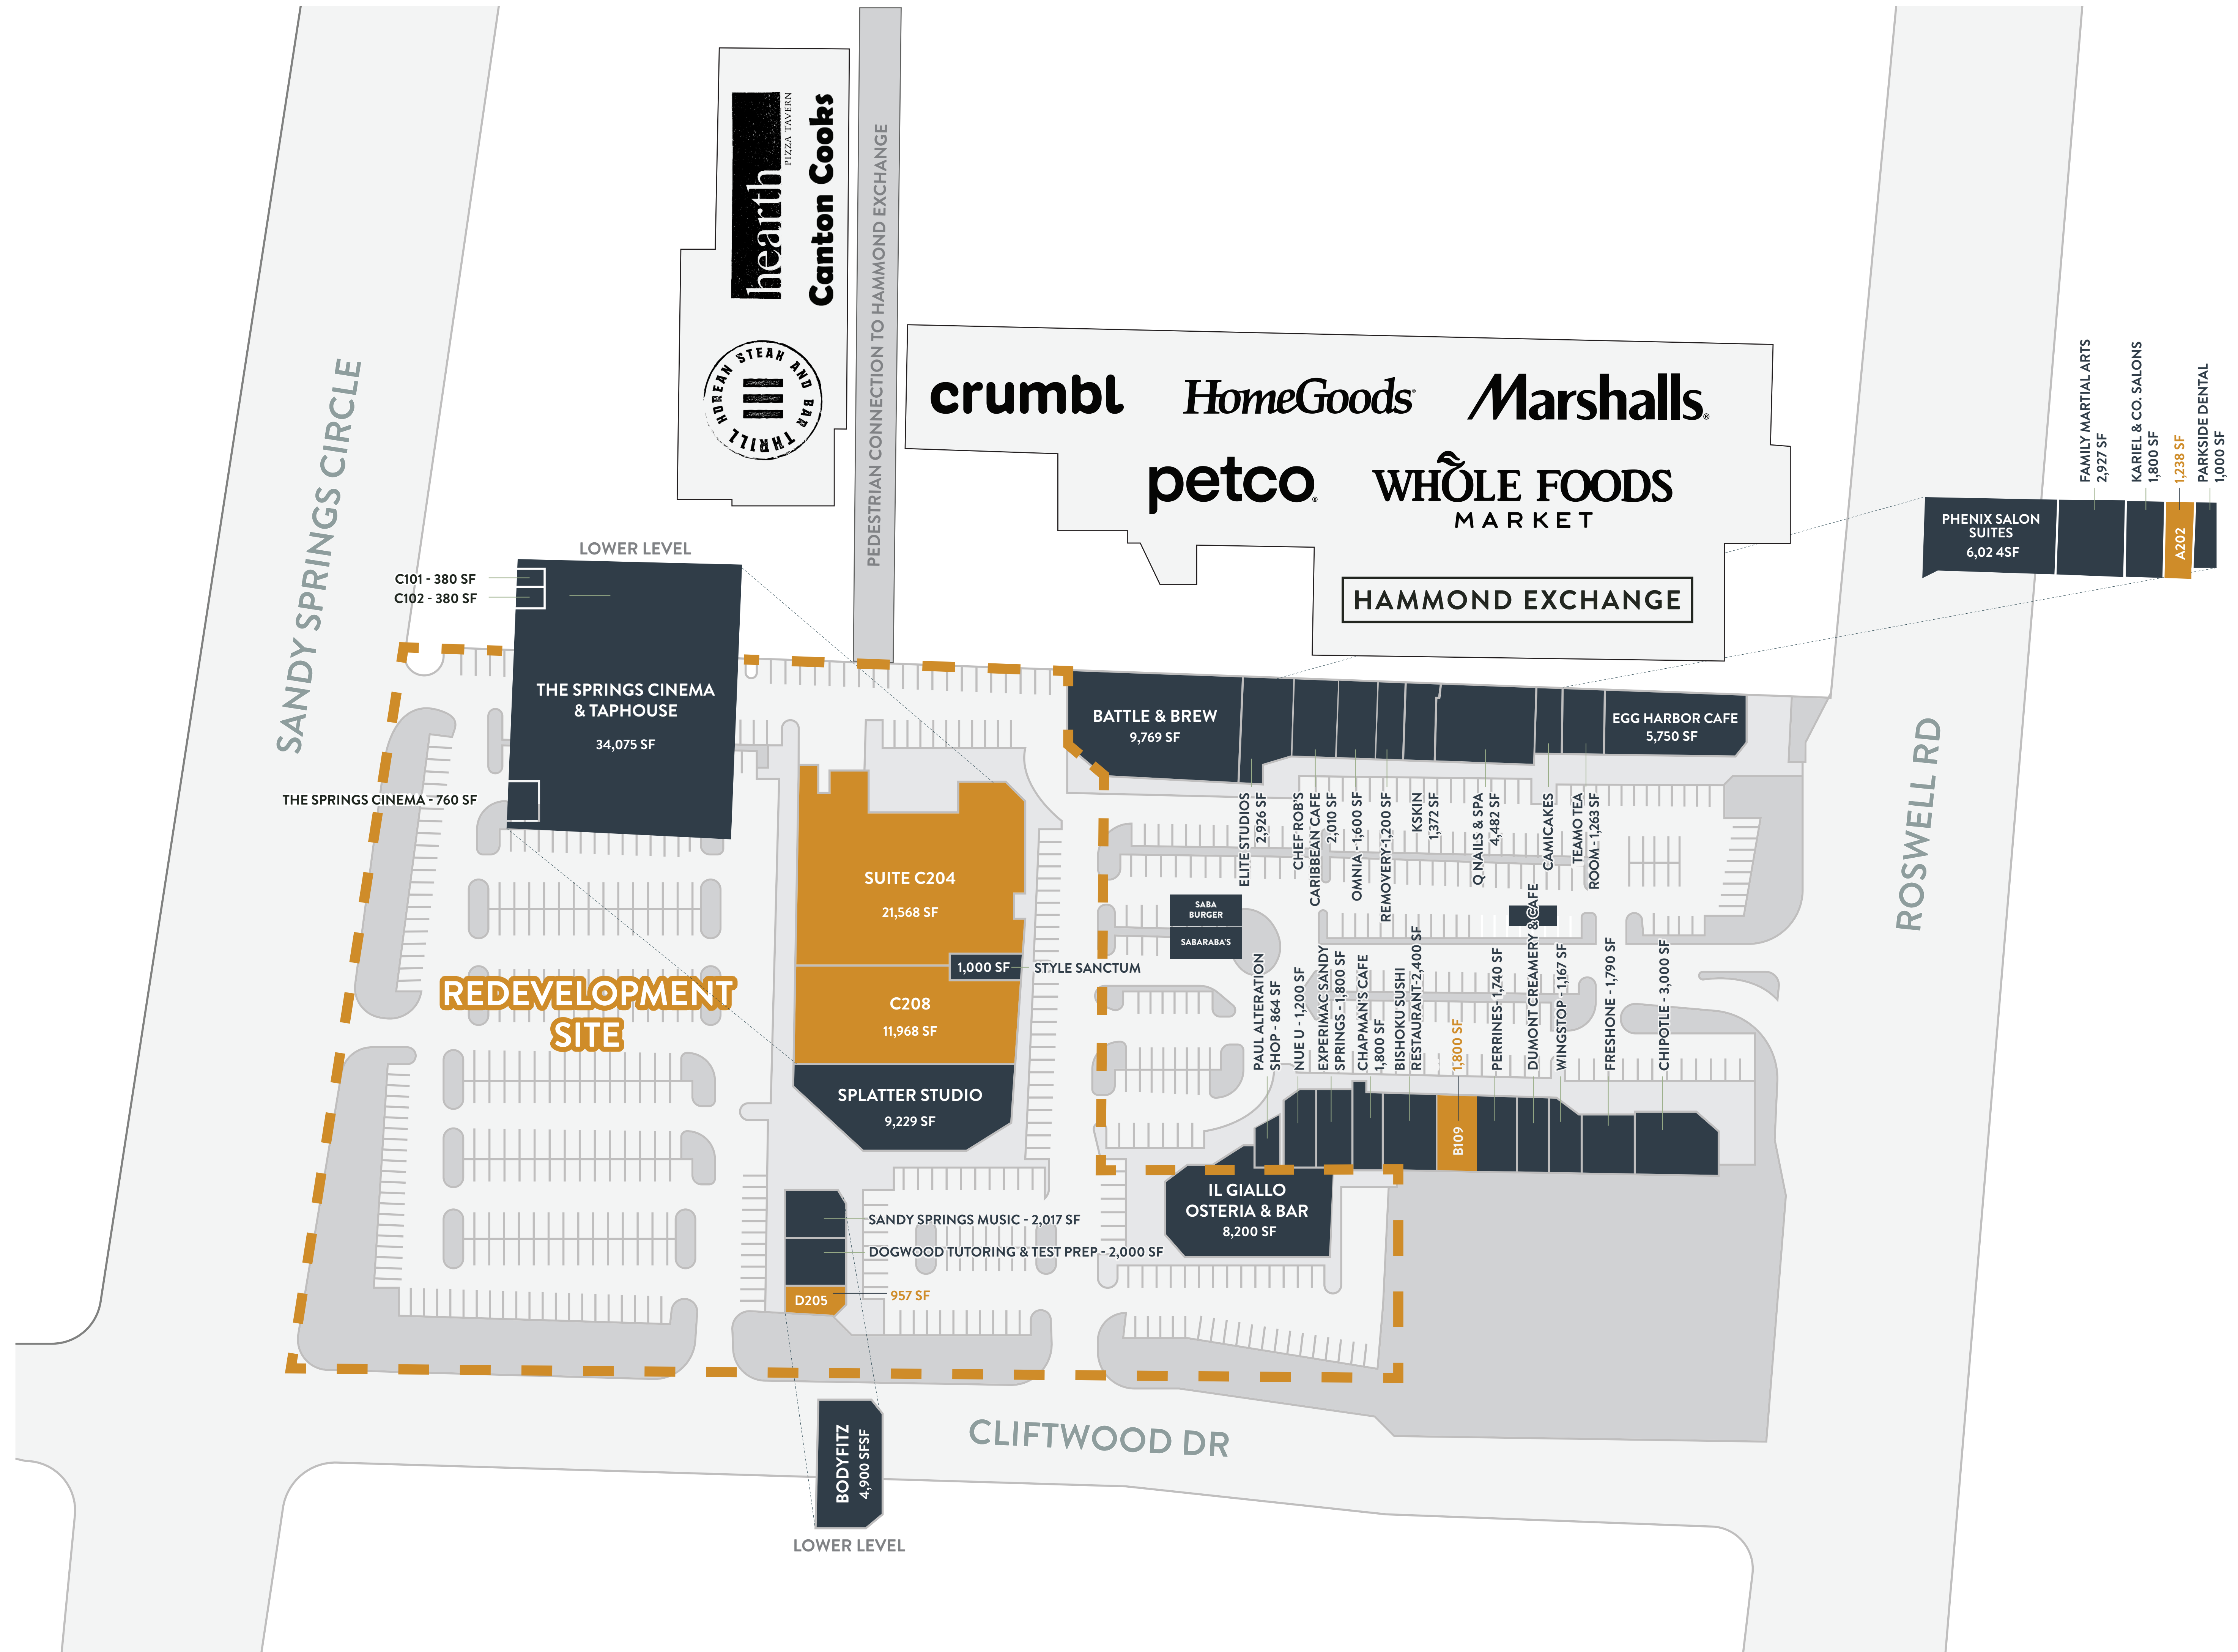 hearth
PIZZA TAVERN
Canton Cooks
KOREAN STEAK AND BAR THRILL
PEDESTRIAN CONNECTION TO HAMMOND EXCHANGE
crumbl
HomeGoods®
Marshalls®
petco®
WHOLE FOODS
MARKET
HAMMOND EXCHANGE
SANDY SPRINGS CIRCLE
ROSWELL RD
FAMILY MARTIAL ARTS
2,927 SF
KARIEL & CO. SALONS
1,800 SF
1,238 SF
PARKSIDE DENTAL
1,000 SF
PHENIX SALON
SUITES
6,02 4SF
A202
LOWER LEVEL
C101 - 380 SF
C102 - 380 SF
THE SPRINGS CINEMA
& TAPHOUSE
34,075 SF
THE SPRINGS CINEMA - 760 SF
BATTLE & BREW
9,769 SF
EGG HARBOR CAFE
5,750 SF
ELITE STUDIOS
2,926 SF
CHEF ROB'S
CARIBBEAN CAFE
2,010 SF
OMNIA - 1,600 SF
REMOVERY-1,200 SF
KSKIN
1,372 SF
Q NAILS & SPA
4,482 SF
CAMICAKES
TEAMO TEA
ROOM - 1,263 SF
SUITE C204
21,568 SF
SABA
BURGER
SABARABA'S
1,000 SF
STYLE SANCTUM
C208
11,968 SF
REDEVELOPMENT
SITE
SPLATTER STUDIO
9,229 SF
PAUL ALTERATION
SHOP - 864 SF
NUE U - 1,200 SF
EXPERIMAC SANDY
SPRINGS - 1,800 SF
CHAPMAN'S CAFE
1,800 SF
BISHOKU SUSHI
RESTAURANT-2,400 SF
1,800 SF
PERRINES- 1,740 SF
DUMONT CREAMERY & CAFE
WINGSTOP - 1,167 SF
FRESHONE - 1,790 SF
CHIPOTLE - 3,000 SF
B109
IL GIALLO
OSTERIA & BAR
8,200 SF
SANDY SPRINGS MUSIC - 2,017 SF
DOGWOOD TUTORING & TEST PREP - 2,000 SF
D205
957 SF
CLIFTWOOD DR
BODYFITZ
4,900 SFSF
LOWER LEVEL